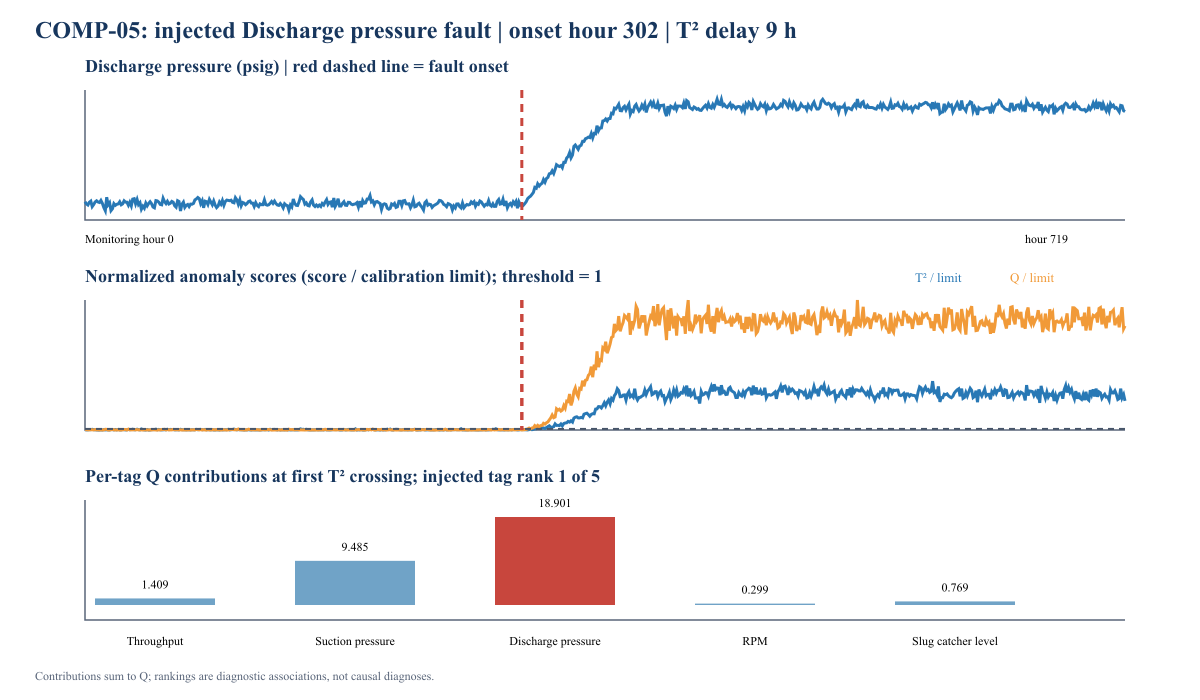 COMP-05: injected Discharge pressure fault | onset hour 302 | T² delay 9 h
Discharge pressure (psig) | red dashed line = fault onset
Monitoring hour 0
hour 719
Normalized anomaly scores (score / calibration limit); threshold = 1
T² / limit
Q / limit
Per-tag Q contributions at first T² crossing; injected tag rank 1 of 5
1.409
9.485
18.901
0.299
0.769
Throughput
Suction pressure
Discharge pressure
RPM
Slug catcher level
Contributions sum to Q; rankings are diagnostic associations, not causal diagnoses.